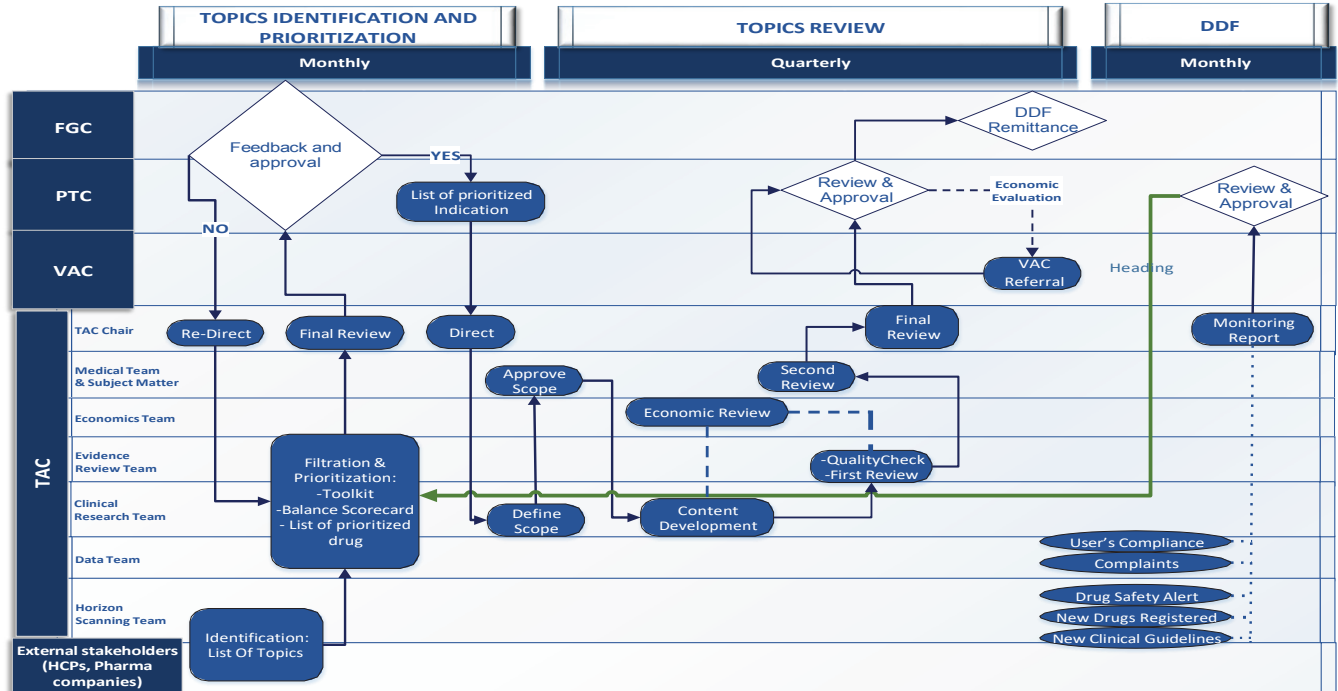 TOPICS IDENTIFICATION AND
PRIORITIZATION
TOPICS REVIEW
DDF
Monthly
Quarterly
Monthly
FGC
Feedback and
approval
YES
DDF
Remittance
PTC
List of prioritized
Indication
Review &
Approval
Economic
Evaluation
Review &
Approval
NO
VAC
VAC
Referral
Heading
TAC
TAC Chair
Re-Direct
Final Review
Direct
Final
Review
Monitoring
Report
Medical Team
& Subject Matter
Approve
Scope
Second
Review
Economics Team
Economic Review
Evidence
Review Team
Filtration &
Prioritization:
-Toolkit
-Balance Scorecard
- List of prioritized
drug
-QualityCheck
-First Review
Clinical
Research Team
Define
Scope
Content
Development
Data Team
User's Compliance
Complaints
Horizon
Scanning Team
Drug Safety Alert
New Drugs Registered
New Clinical Guidelines
Identification:
List Of Topics
External stakeholders
(HCPs, Pharma
companies)